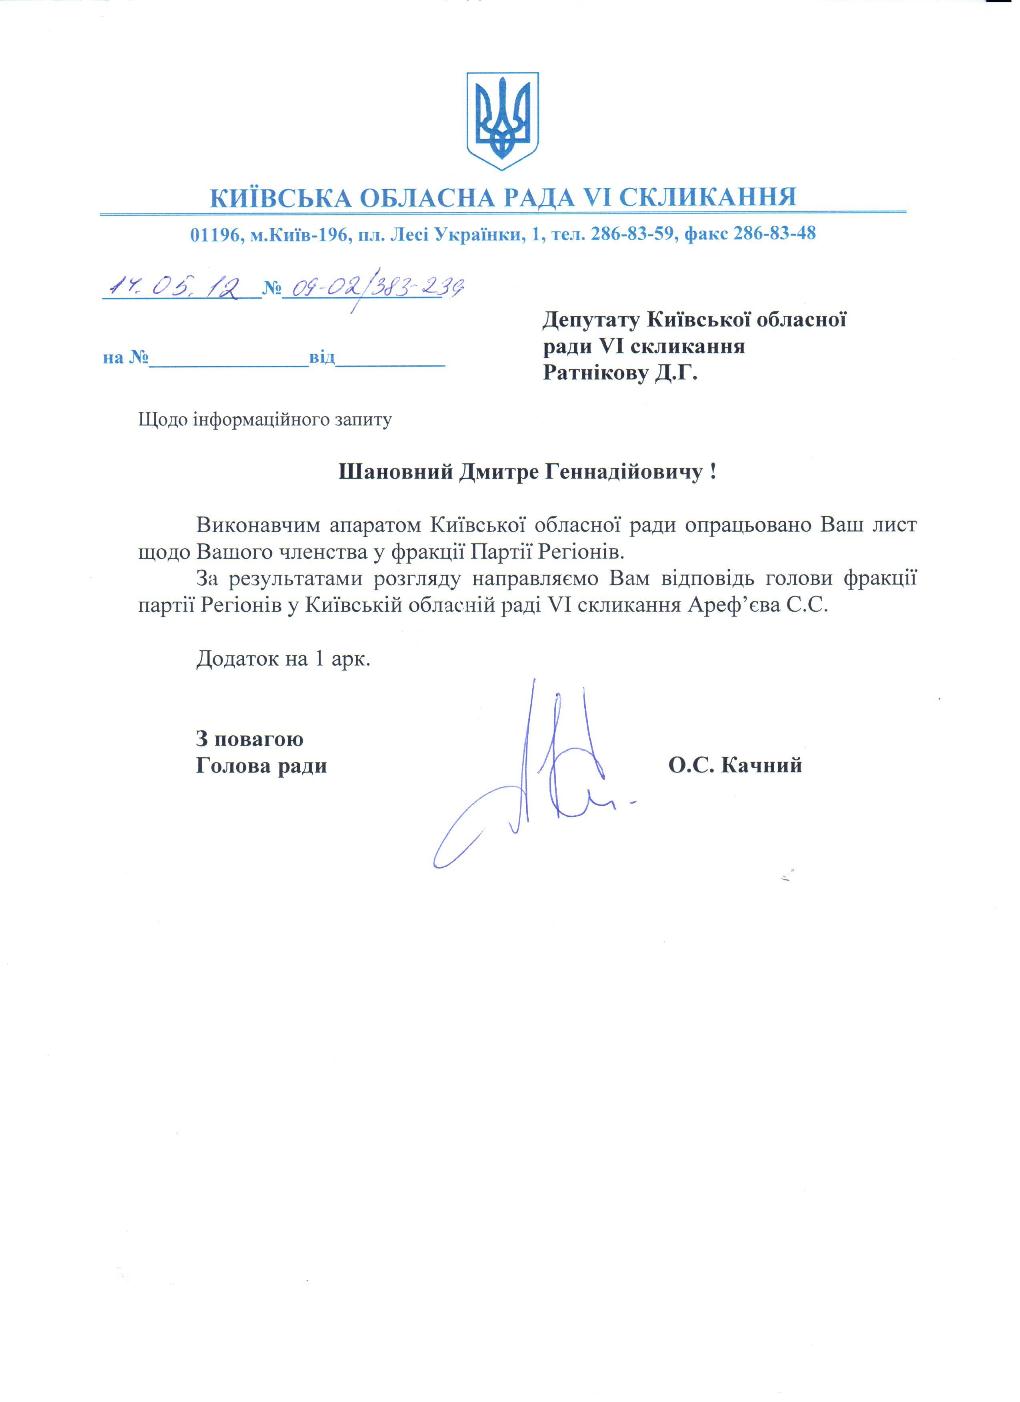 КИЇВСЬКА ОБЛАСНА РАДА VI СКЛИКАННЯ
01196, м.Київ-196, пл. Лесі Українки, 1, тел. 286-83-59, факс 286-83-48
14.05.12 № 09-02/383-239
на №________________від___________
Депутату Київської обласної
ради VI скликання
Ратнікову Д.Г.
Щодо інформаційного запиту
Шановний Дмитре Геннадійовичу !
Виконавчим апаратом Київської обласної ради опрацьовано Ваш лист
щодо Вашого членства у фракції Партії Регіонів.
За результатами розгляду направляємо Вам відповідь голови фракції
партії Регіонів у Київській обласній раді VI скликання Ареф’єва С.С.
Додаток на 1 арк.
З повагою
Голова ради О.С. Качний